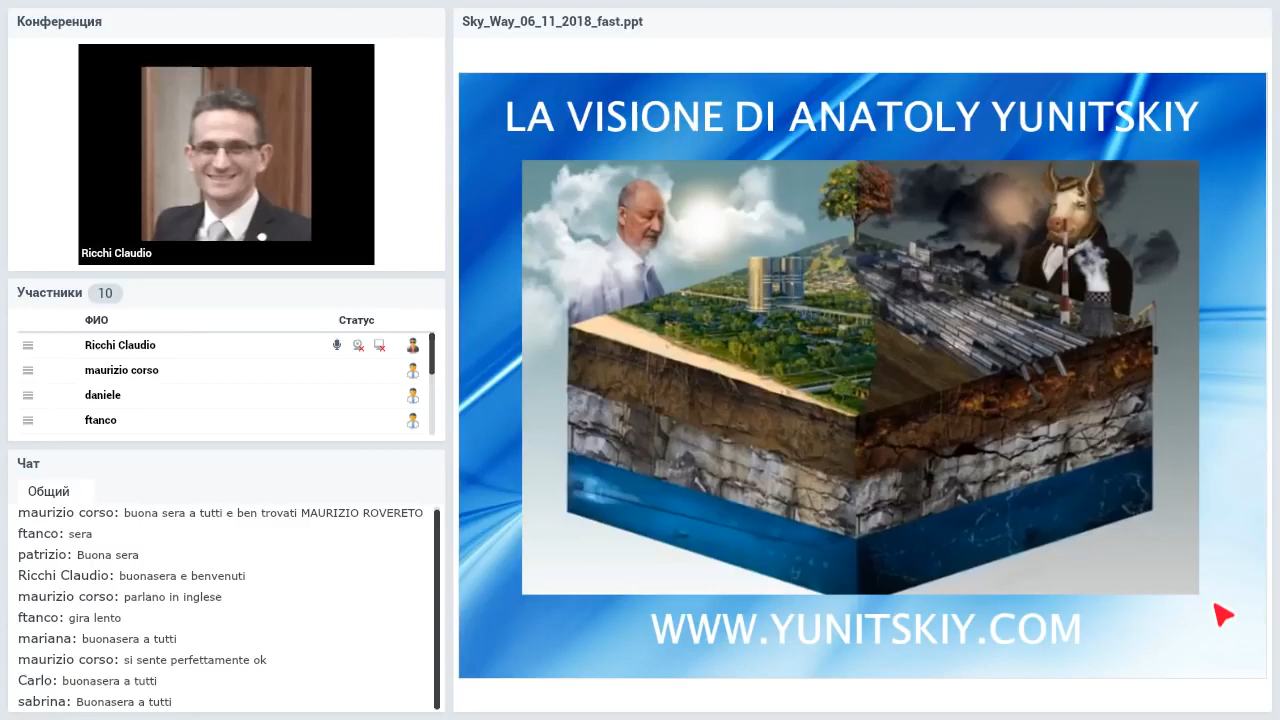 Конференция
Ricchi Claudio
Участники 10
ФИО Статус
Ricchi Claudio
maurizio corso
daniele
ftanco
Чат
Общий
maurizio corso: buona sera a tutti e ben trovati MAURIZIO ROVERETO
ftanco: sera
patrizio: Buona sera
Ricchi Claudio: buonasera e benvenuti
maurizio corso: parlano in inglese
ftanco: gira lento
mariana: buonasera a tutti
maurizio corso: si sente perfettamente ok
Carlo: buonasera a tutti
sabrina: Buonasera a tutti
Sky_Way_06_11_2018_fast.ppt
LA VISIONE DI ANATOLY YUNITSKIY
WWW.YUNITSKIY.COM